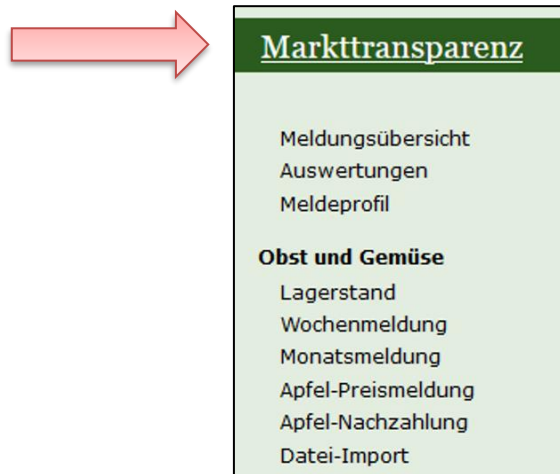 Markttransparenz
Meldungsübersicht
Auswertungen
Meldeprofil
Obst und Gemüse
Lagerstand
Wochenmeldung
Monatsmeldung
Apfel-Preismeldung
Apfel-Nachzahlung
Datei-Import